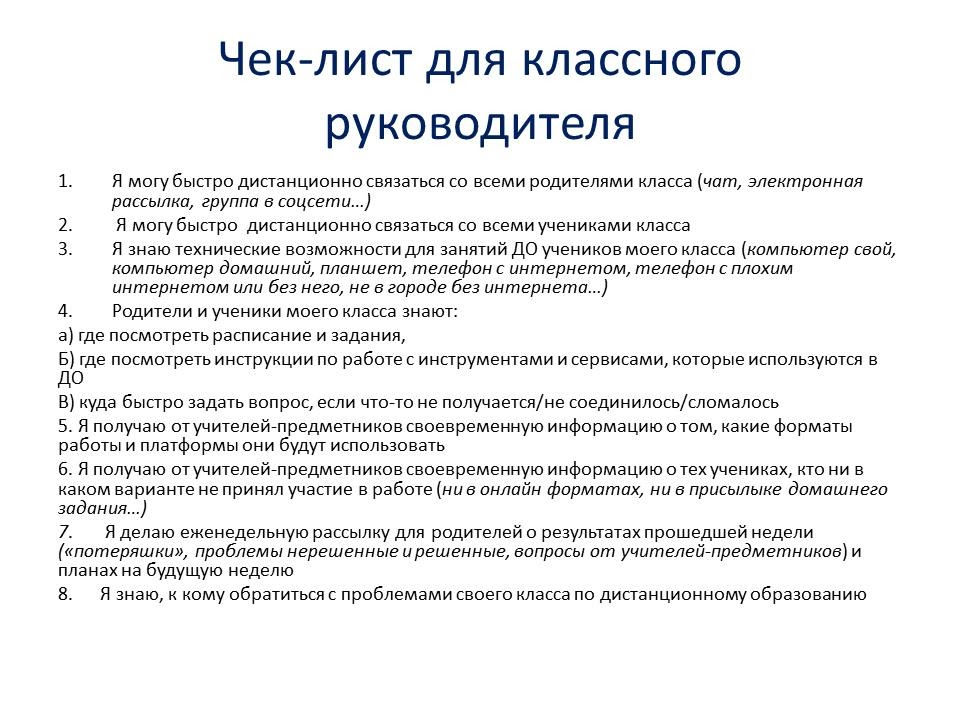 Чек-лист для классного
руководителя
1. Я могу быстро дистанционно связаться со всеми родителями класса (чат, электронная
рассылка, группа в соцсети…)
2. Я могу быстро дистанционно связаться со всеми учениками класса
3. Я знаю технические возможности для занятий ДО учеников моего класса (компьютер свой,
компьютер домашний, планшет, телефон с интернетом, телефон с плохим
интернетом или без него, не в городе без интернета…)
4. Родители и ученики моего класса знают:
а) где посмотреть расписание и задания,
Б) где посмотреть инструкции по работе с инструментами и сервисами, которые используются в
ДО
В) куда быстро задать вопрос, если что-то не получается/не соединилось/сломалось
5. Я получаю от учителей-предметников своевременную информацию о том, какие форматы
работы и платформы они будут использовать
6. Я получаю от учителей-предметников своевременную информацию о тех учениках, кто ни в
каком варианте не принял участие в работе (ни в онлайн форматах, ни в присылыке домашнего
задания…)
7. Я делаю еженедельную рассылку для родителей о результатах прошедшей недели
(«потеряшки», проблемы нерешенные и решенные, вопросы от учителей-предметников) и
планах на будущую неделю
8. Я знаю, к кому обратиться с проблемами своего класса по дистанционному образованию